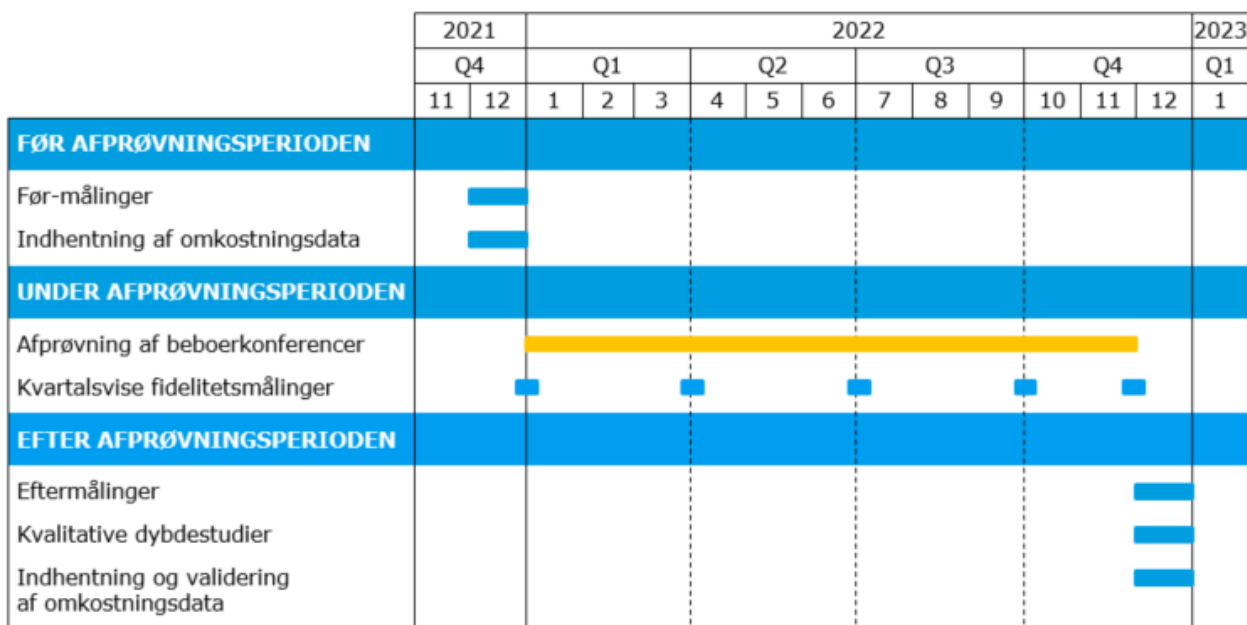 2021 2022 2023
Q4 Q1 Q2 Q3 Q4 Q1
11 12 1 2 3 4 5 6 7 8 9 10 11 12 1
FØR AFPRØVNINGSPERIODEN
Før-målinger
Indhentning af omkostningsdata
UNDER AFPRØVNINGSPERIODEN
Afprøvning af beboerkonferencer
Kvartalsvise fidelitetsmålinger
EFTER AFPRØVNINGSPERIODEN
Eftermålinger
Kvalitative dybdestudier
Indhentning og validering
af omkostningsdata